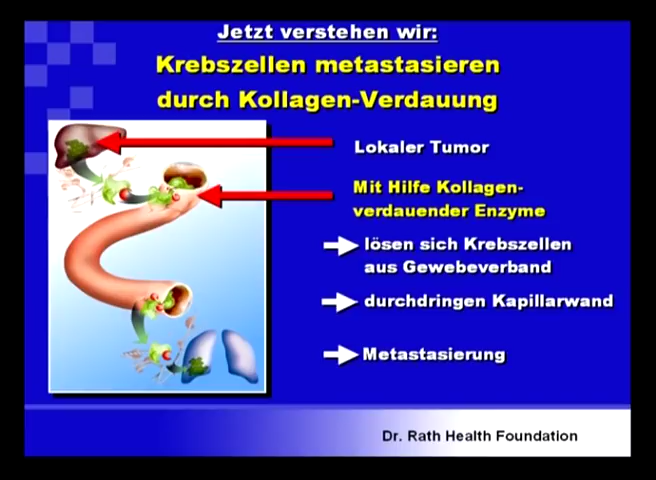 Jetzt verstehen wir:
Krebszellen metastasieren
durch Kollagen-Verdauung
Lokaler Tumor
Mit Hilfe Kollagen-
verdauender Enzyme
lösen sich Krebszellen
aus Gewebeverband
durchdringen Kapillarwand
Metastasierung
Dr. Rath Health Foundation